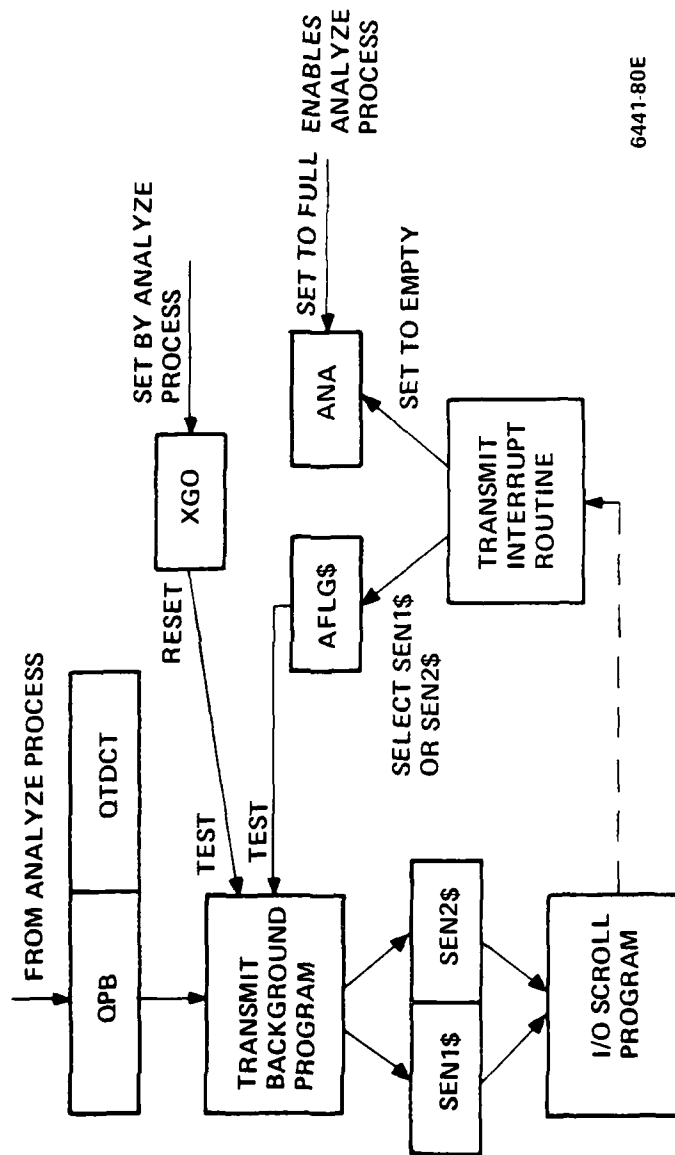 FROM ANALYZE PROCESS
QPB
QTDCT
TRANSMIT
BACKGROUND
PROGRAM
TEST
RESET
TEST
XGO
SET BY ANALYZE
PROCESS
SEN1$
SEN2$
AFLG$
SELECT SEN1$
OR SEN2$
ANA
SET TO FULL
ENABLES
ANALYZE
PROCESS
SET TO EMPTY
TRANSMIT
INTERRUPT
ROUTINE
I/O SCROLL
PROGRAM
6441-80E